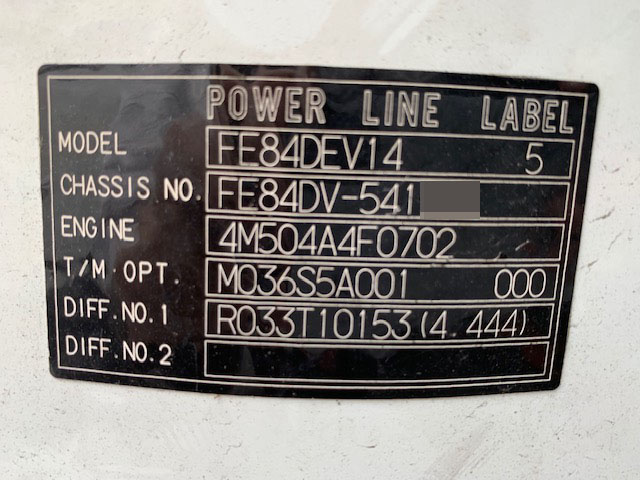 POWER LINE LABEL
MODEL FE84DEV14 5
CHASSIS NO. FE84DV-541
ENGINE 4M504A4F0702
T/M OPT. M036S5A001 000
DIFF.NO.1 R033T10153(4.444)
DIFF.NO.2